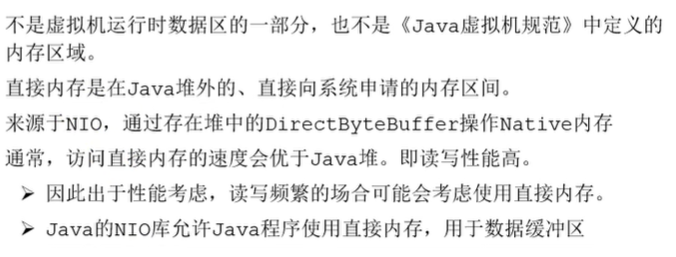 不是虚拟机运行时数据区的一部分，也不是《Java虚拟机规范》中定义的
内存区域。
直接内存是在Java堆外的、直接向系统申请的内存区间。
来源于NIO，通过存在堆中的DirectByteBuffer操作Native内存
通常，访问直接内存的速度会优于Java堆。即读写性能高。
➢ 因此出于性能考虑，读写频繁的场合可能会考虑使用直接内存。
➢ Java的NIO库允许Java程序使用直接内存，用于数据缓冲区